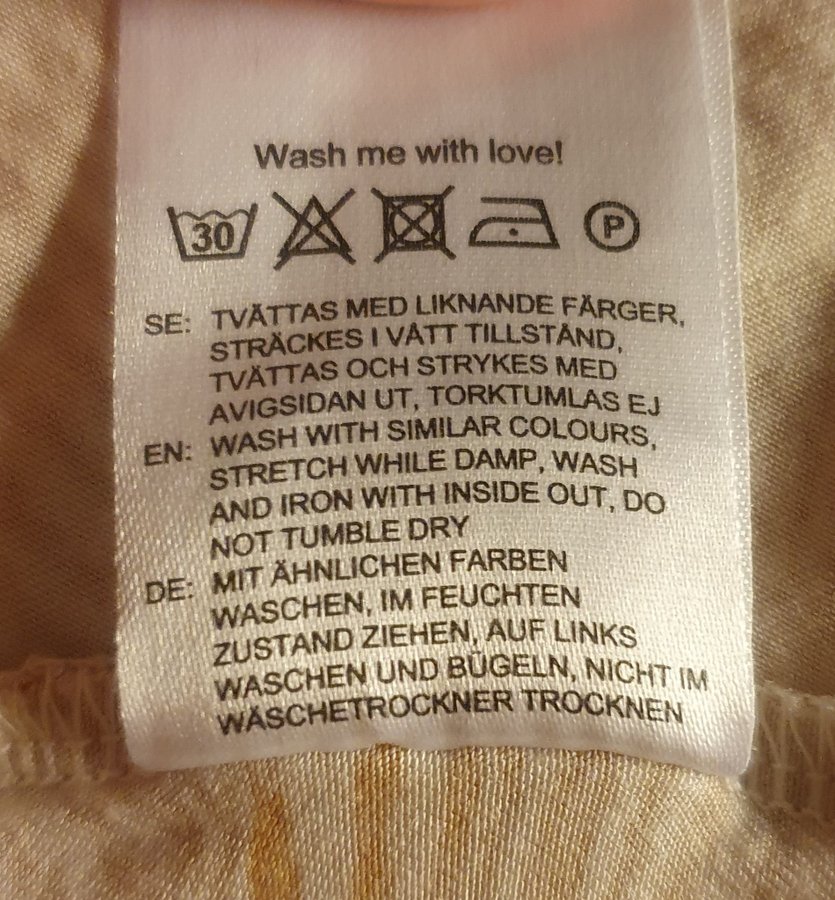 Wash me with love!
30 P
SE: TVÄTTAS MED LIKNANDE FÄRGER,
STRÄCKES I VÅTT TILLSTÅND,
TVÄTTAS OCH STRYKES MED
AVIGSIDAN UT, TORKTUMLAS EJ
EN: WASH WITH SIMILAR COLOURS,
STRETCH WHILE DAMP, WASH
AND IRON WITH INSIDE OUT, DO
NOT TUMBLE DRY
DE: MIT ÄHNLICHEN FARBEN
WASCHEN, IM FEUCHTEN
ZUSTAND ZIEHEN, AUF LINKS
WASCHEN UND BÜGELN, NICHT IM
WÄSCHETROCKNER TROCKNEN